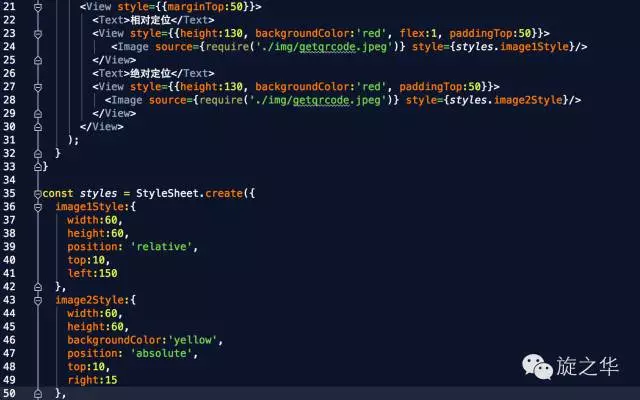 21 <View style={{marginTop:50}}>
22 <Text>相对定位</Text>
23 <View style={{height:130, backgroundColor:'red', flex:1, paddingTop:50}}>
24 <Image source={require('./img/getqrcode.jpeg')} style={styles.image1Style}/>
25 </View>
26 <Text>绝对定位</Text>
27 <View style={{height:130, backgroundColor:'red', paddingTop:50}}>
28 <Image source={require('./img/getqrcode.jpeg')} style={styles.image2Style}/>
29 </View>
30 </View>
31 );
32 }
33 }
34
35 const styles = StyleSheet.create({
36 image1Style:{
37 width:60,
38 height:60,
39 position: 'relative',
40 top:10,
41 left:150
42 },
43 image2Style:{
44 width:60,
45 height:60,
46 backgroundColor:'yellow',
47 position: 'absolute',
48 top:10,
49 right:15
50 },
旋之华